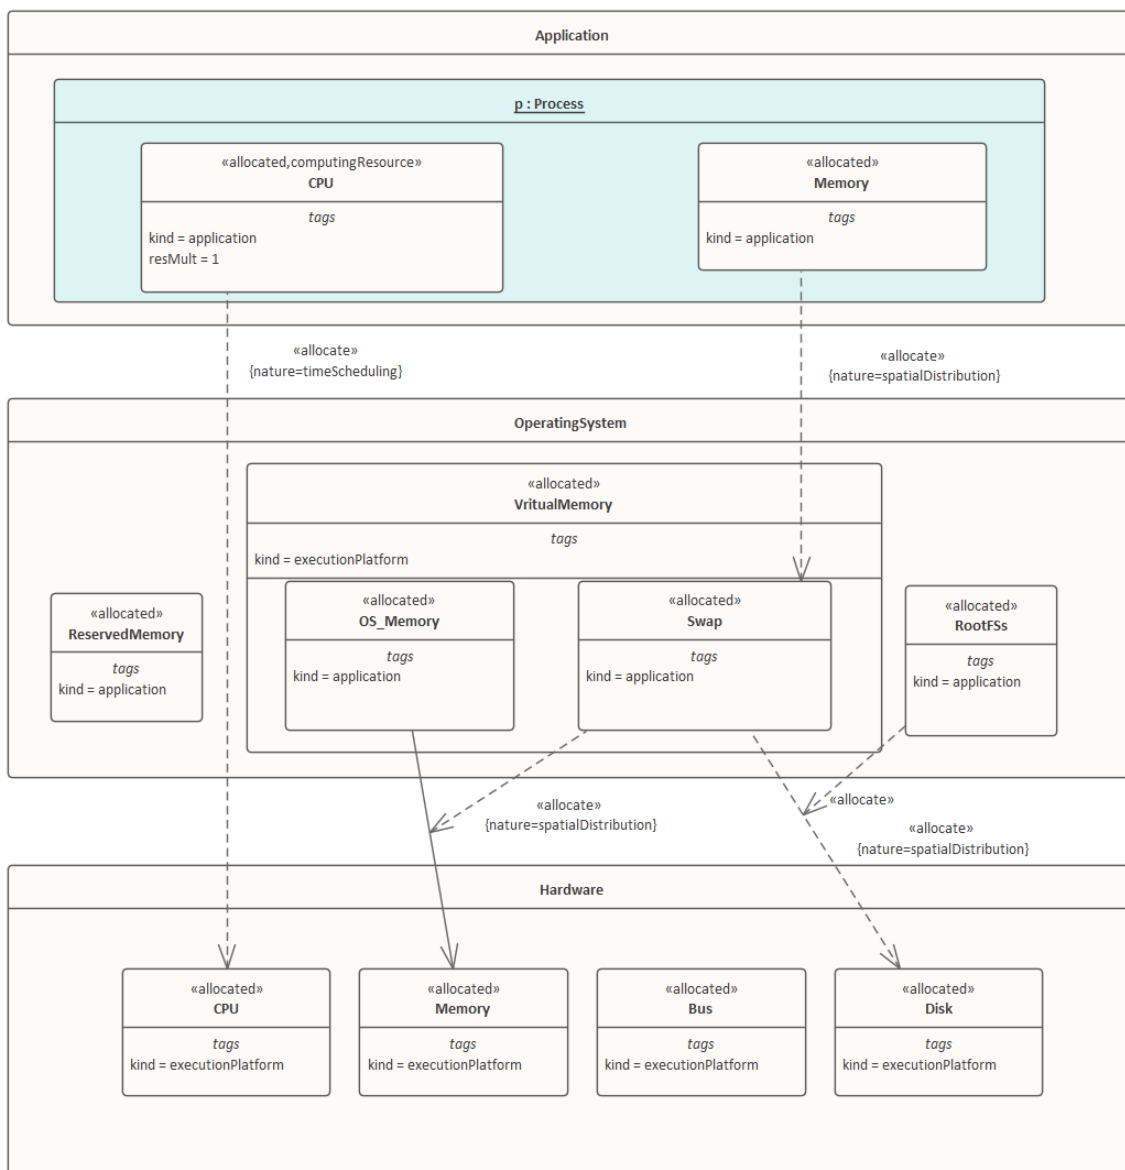 Application
p : Process
«allocated,computingResource»
CPU
tags
kind = application
resMult = 1
«allocated»
Memory
tags
kind = application
«allocate»
{nature=timeScheduling}
«allocate»
{nature=spatialDistribution}
OperatingSystem
«allocated»
VritualMemory
tags
kind = executionPlatform
«allocated»
ReservedMemory
tags
kind = application
«allocated»
OS_Memory
tags
kind = application
«allocated»
Swap
tags
kind = application
«allocated»
RootFSs
tags
kind = application
«allocate»
{nature=spatialDistribution}
«allocate»
«allocate»
{nature=spatialDistribution}
Hardware
«allocated»
CPU
tags
kind = executionPlatform
«allocated»
Memory
tags
kind = executionPlatform
«allocated»
Bus
tags
kind = executionPlatform
«allocated»
Disk
tags
kind = executionPlatform